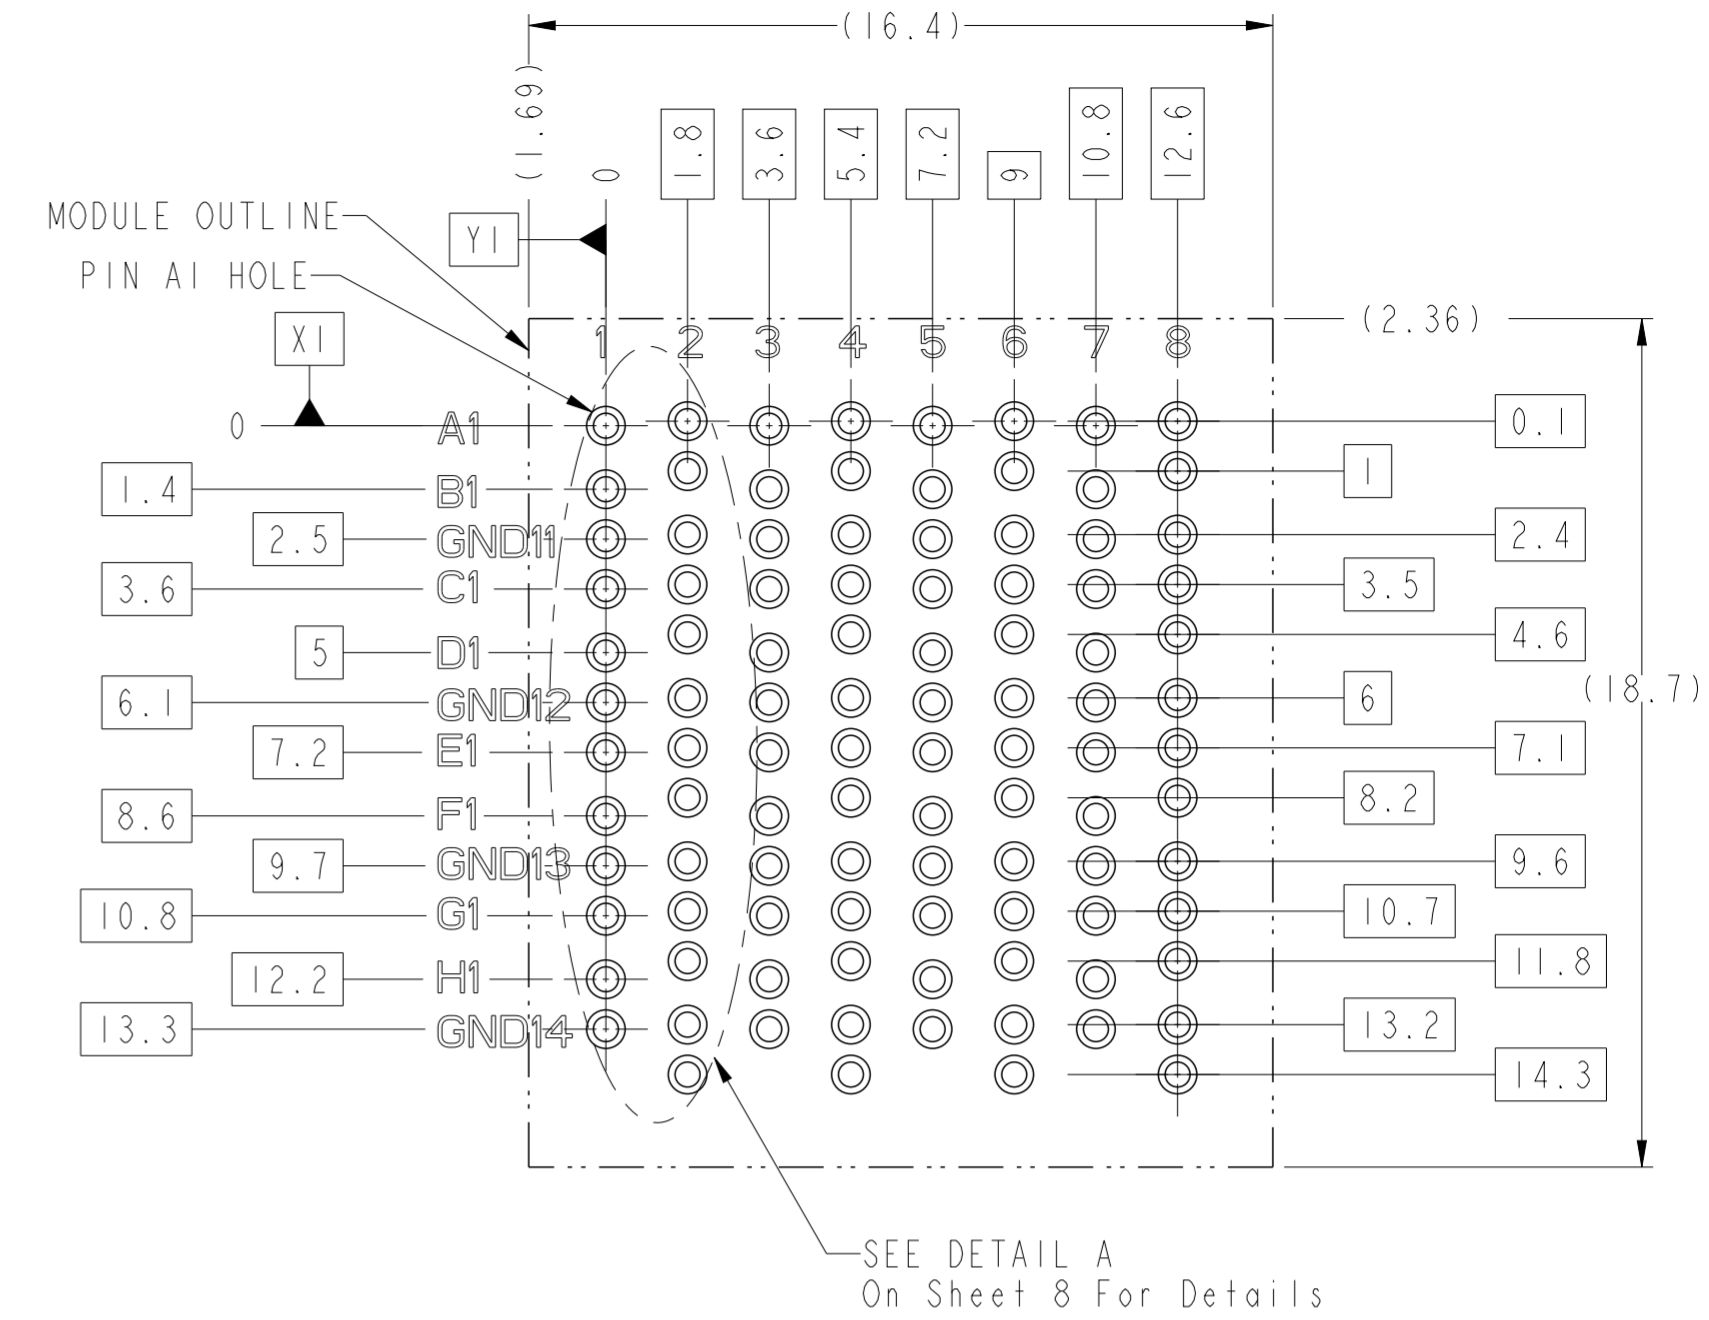 (16.4)
(1.69)
0
1.8
3.6
5.4
7.2
9
10.8
12.6
MODULE OUTLINE
Y1
PIN A1 HOLE
X1
(2.36)
1 2 3 4 5 6 7 8
0 A1 0.1
1
1.4 B1
2.5 GND11 2.4
3.6 C1 3.5
4.6
5 D1
6.1 GND12 6
(18.7)
7.2 E1 7.1
8.2
8.6 F1
9.7 GND13 9.6
10.8 G1 10.7
11.8
12.2 H1
13.3 GND14 13.2
14.3
SEE DETAIL A
On Sheet 8 For Details